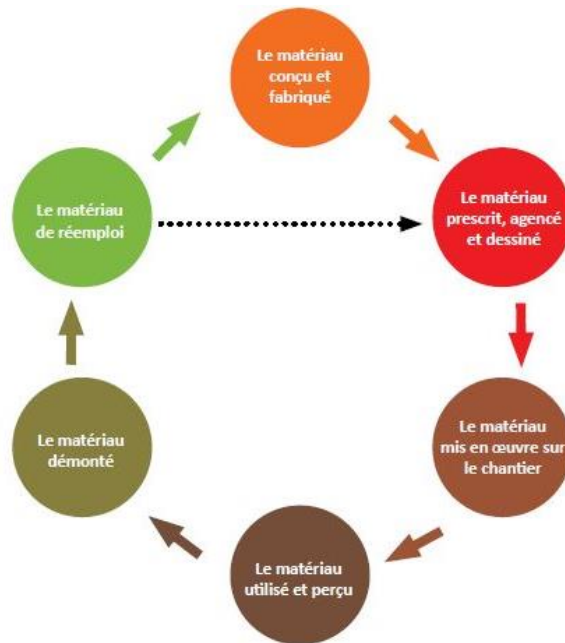 Le matériau
conçu et
fabriqué
Le matériau
prescrit, agencé
et dessiné
Le matériau
mis en œuvre sur
le chantier
Le matériau
utilisé et perçu
Le matériau
démonté
Le matériau
de réemploi